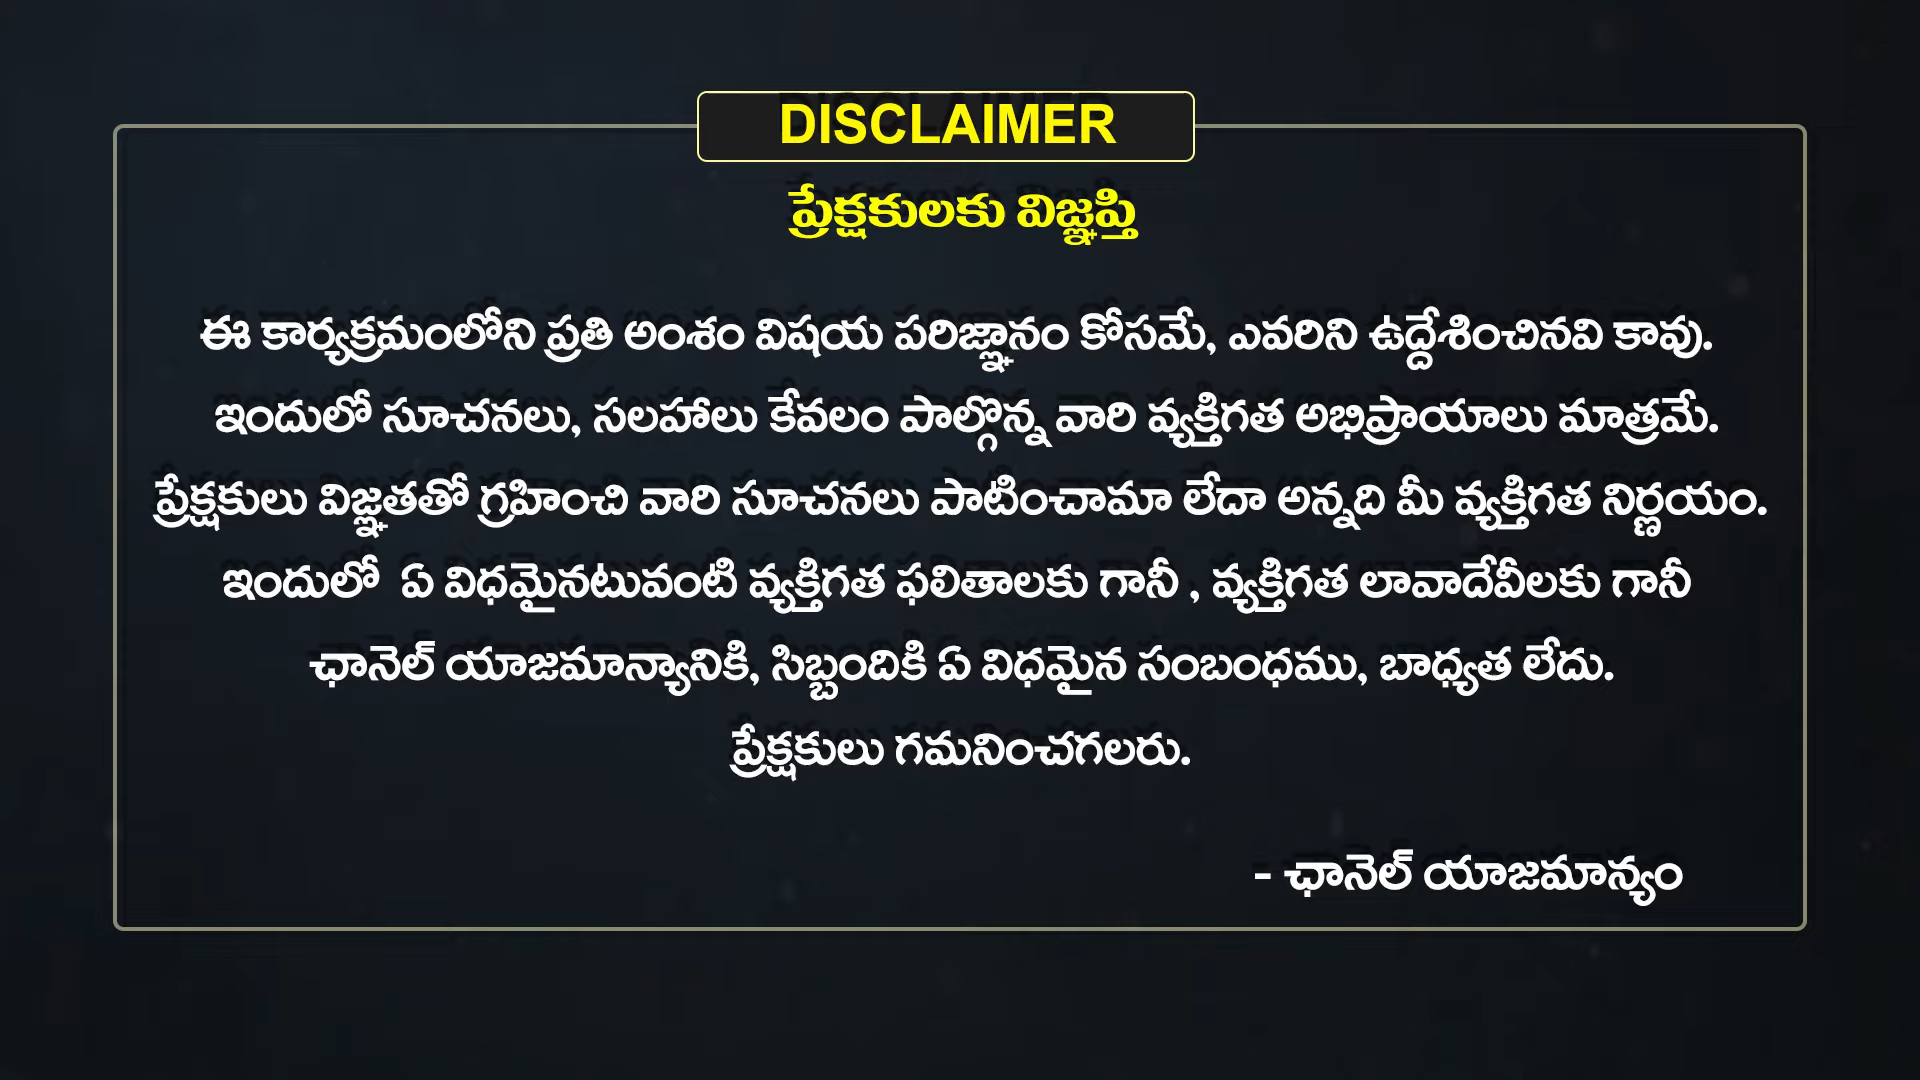 DISCLAIMER
ప్రేక్షకులకు విజ్ఞప్తి
ఈ కార్యక్రమంలోని ప్రతి అంశం విషయ పరిజ్ఞానం కోసమే, ఎవరిని ఉద్దేశించినవి కావు.
ఇందులో సూచనలు, సలహాలు కేవలం పాల్గొన్న వారి వ్యక్తిగత అభిప్రాయాలు మాత్రమే.
ప్రేక్షకులు విజ్ఞతతో గ్రహించి వారి సూచనలు పాటించామా లేదా అన్నది మీ వ్యక్తిగత నిర్ణయం.
ఇందులో ఏ విధమైనటువంటి వ్యక్తిగత ఫలితాలకు గానీ , వ్యక్తిగత లావాదేవీలకు గానీ
ఛానెల్ యాజమాన్యానికి, సిబ్బందికి ఏ విధమైన సంబంధము, బాధ్యత లేదు.
ప్రేక్షకులు గమనించగలరు.
- ఛానెల్ యాజమాన్యం